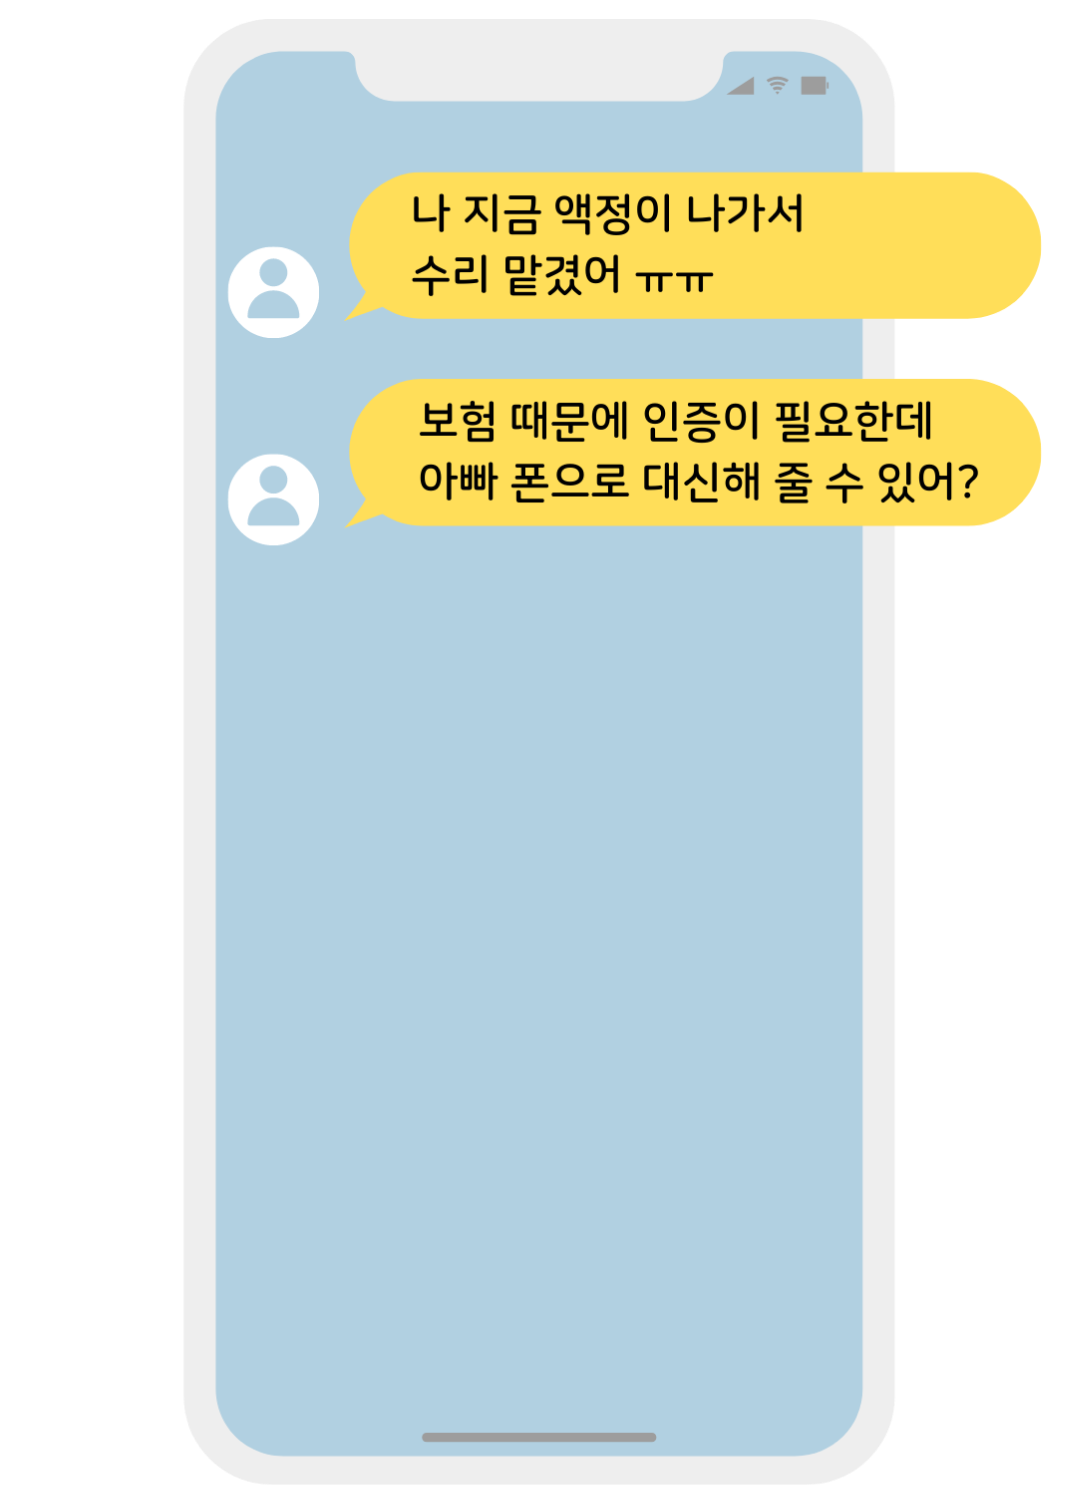 나 지금 액정이 나가서
수리 맡겼어 ㅠㅠ
보험 때문에 인증이 필요한데
아빠 폰으로 대신해 줄 수 있어?